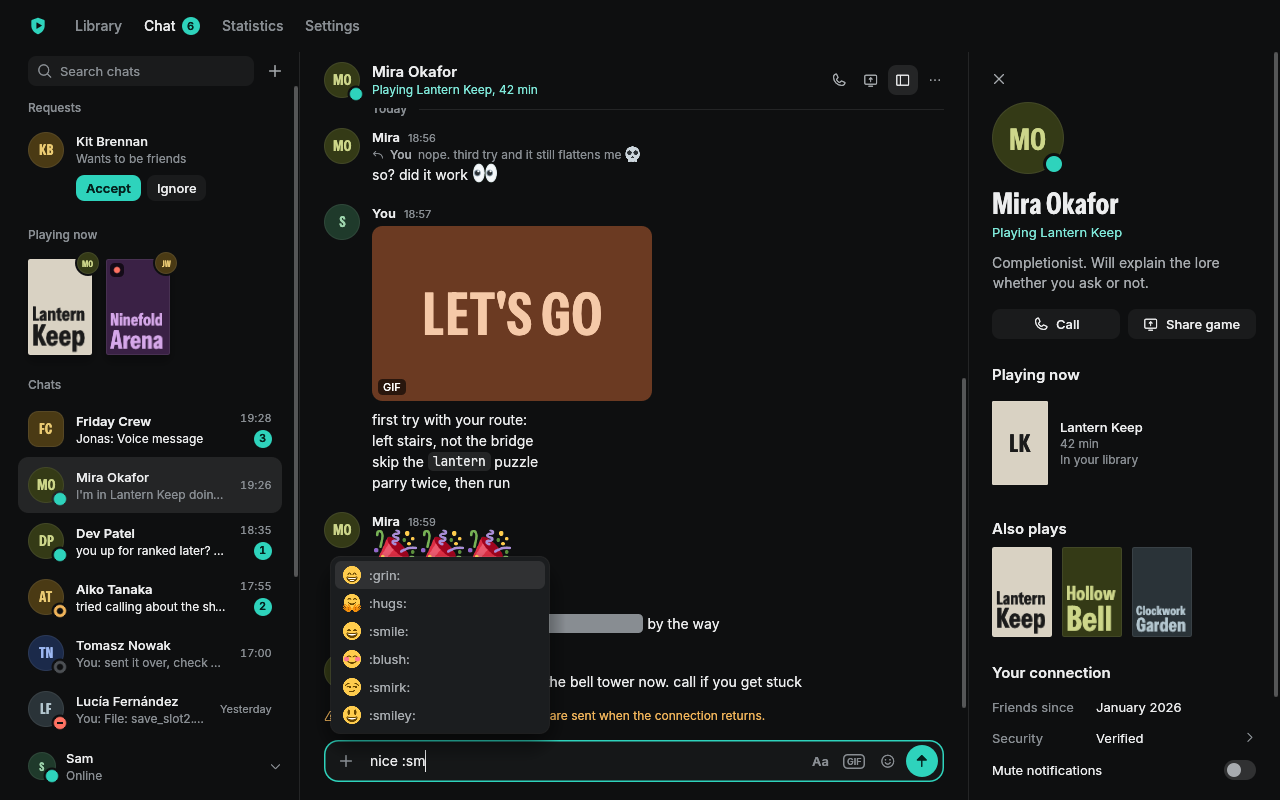 Library
Chat 6
Statistics
Settings
Search chats
Requests
KB
Kit Brennan
Wants to be friends
Accept
Ignore
Playing now
MO
Lantern
Keep
JW
Ninefold
Arena
Chats
FC
Friday Crew
19:28
Jonas: Voice message
3
MO
Mira Okafor
19:26
I'm in Lantern Keep doin...
DP
Dev Patel
18:35
you up for ranked later? ...
1
AT
Aiko Tanaka
17:55
tried calling about the sh...
2
TN
Tomasz Nowak
17:00
You: sent it over, check ...
LF
Lucía Fernández
Yesterday
You: File: save_slot2....
S
Sam
Online
MO
Mira Okafor
Playing Lantern Keep, 42 min
Today
MO
Mira 18:56
You nope. third try and it still flattens me 💀
so? did it work 👀
S
You 18:57
LET'S GO
GIF
first try with your route:
left stairs, not the bridge
skip the lantern puzzle
parry twice, then run
MO
Mira 18:59
🎉🎉🎉
by the way
the bell tower now. call if you get stuck
are sent when the connection returns.
😁 :grin:
🤗 :hugs:
😄 :smile:
😊 :blush:
😏 :smirk:
😃 :smiley:
nice :sm
Aa
GIF
MO
Mira Okafor
Playing Lantern Keep
Completionist. Will explain the lore
whether you ask or not.
Call
Share game
Playing now
LK
Lantern Keep
42 min
In your library
Also plays
Lantern
Keep
Hollow
Bell
Clockwork
Garden
Your connection
Friends since January 2026
Security Verified
Mute notifications